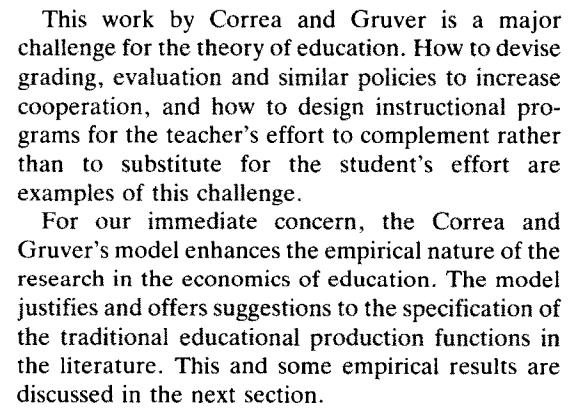 This work by Correa and Gruver is a major
challenge for the theory of education. How to devise
grading, evaluation and similar policies to increase
cooperation, and how to design instructional pro-
grams for the teacher's effort to complement rather
than to substitute for the student's effort are
examples of this challenge.
For our immediate concern, the Correa and
Gruver's model enhances the empirical nature of the
research in the economics of education. The model
justifies and offers suggestions to the specification of
the traditional educational production functions in
the literature. This and some empirical results are
discussed in the next section.